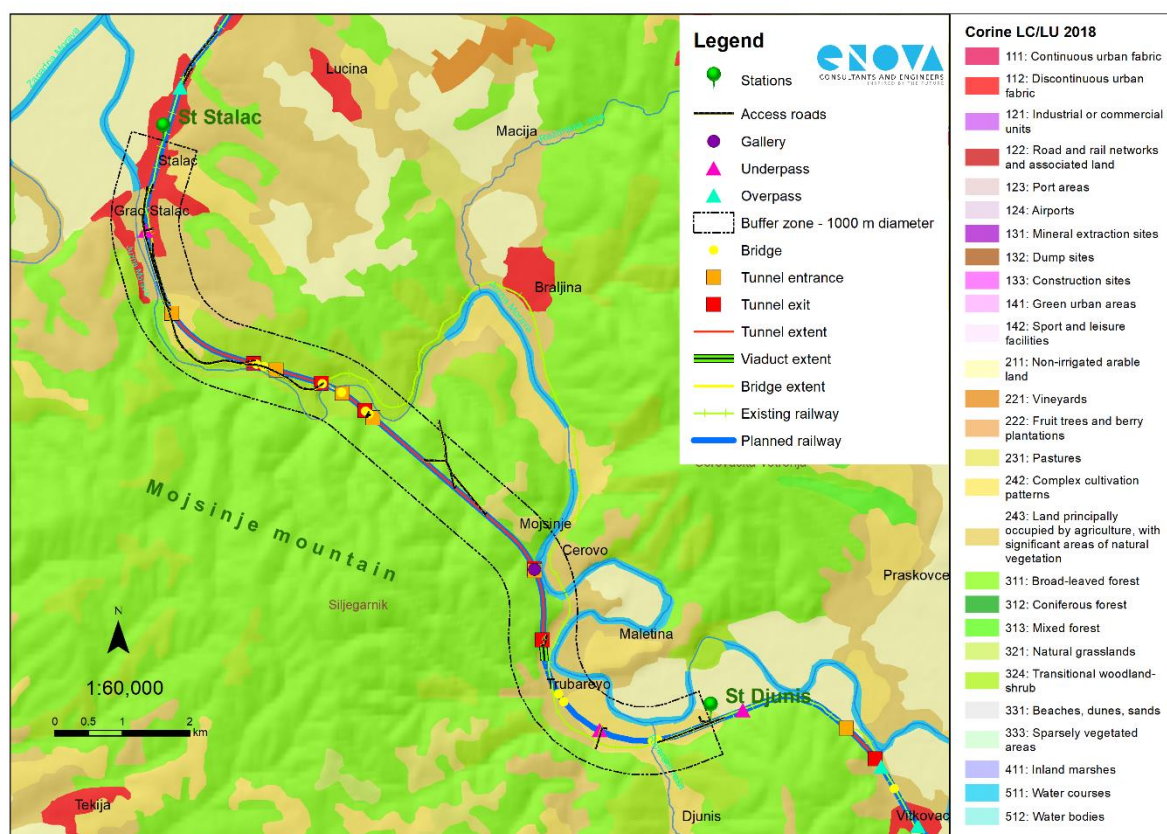 Lucina
St Stalac
Stalac
Grad Stalac
Macija
Braljina
Mojsinje mountain
Mojsinje
Cerovo
Siljegarnik
Maletina
Praskovce
Trubarevo
St Djunis
Djunis
Tekija
Vitkovac
N
1:60,000
0 0.5 1 2
km
Legend
ENOVA
CONSULTANTS AND ENGINEERS
INSPIRED BY THE FUTURE
Stations
Access roads
Gallery
Underpass
Overpass
Buffer zone - 1000 m diameter
Bridge
Tunnel entrance
Tunnel exit
Tunnel extent
Viaduct extent
Bridge extent
Existing railway
Planned railway
Corine LC/LU 2018
111: Continuous urban fabric
112: Discontinuous urban
fabric
121: Industrial or commercial
units
122: Road and rail networks
and associated land
123: Port areas
124: Airports
131: Mineral extraction sites
132: Dump sites
133: Construction sites
141: Green urban areas
142: Sport and leisure
facilities
211: Non-irrigated arable
land
221: Vineyards
222: Fruit trees and berry
plantations
231: Pastures
242: Complex cultivation
patterns
243: Land principally
occupied by agriculture, with
significant areas of natural
vegetation
311: Broad-leaved forest
312: Coniferous forest
313: Mixed forest
321: Natural grasslands
324: Transitional woodland-
shrub
331: Beaches, dunes, sands
333: Sparsely vegetated
areas
411: Inland marshes
511: Water courses
512: Water bodies